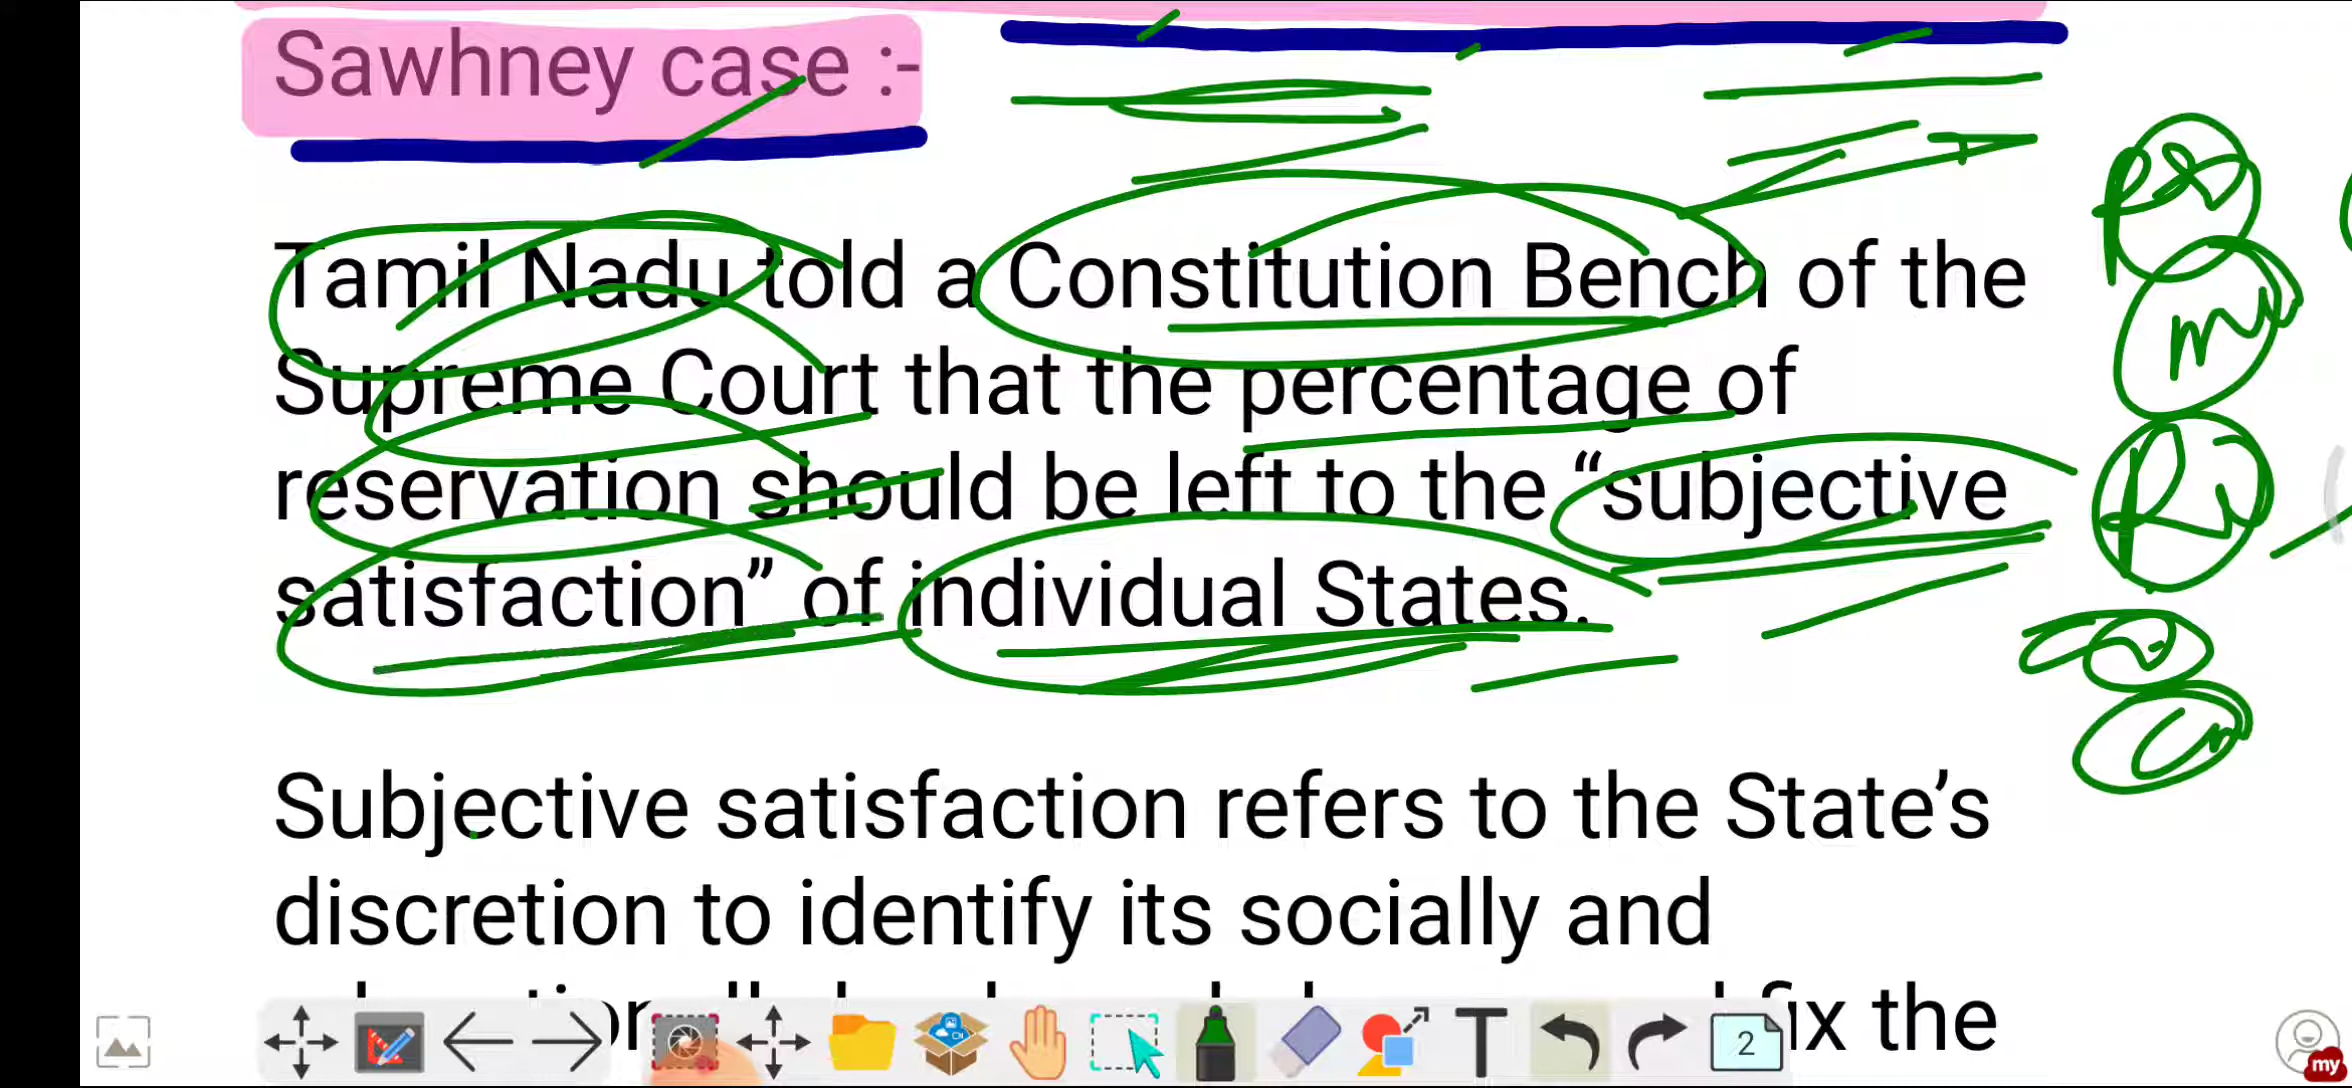 Sawhney case :-
Tamil Nadu told a Constitution Bench of the
Supreme Court that the percentage of
reservation should be left to the “subjective
satisfaction” of individual States.
Subjective satisfaction refers to the State’s
discretion to identify its socially and
fix the
2
my